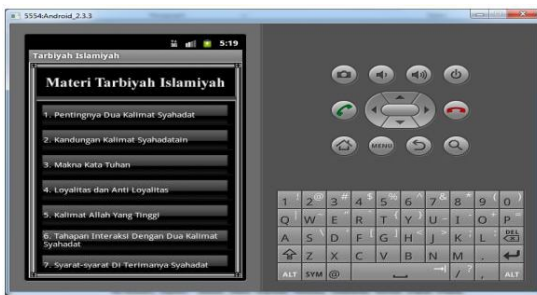 5554:Android_2.3.3
5:19
Tarbiyah Islamiyah
Materi Tarbiyah Islamiyah
1. Pentingnya Dua Kalimat Syahadat
2. Kandungan Kalimat Syahadatain
3. Makna Kata Tuhan
4. Loyalitas dan Anti Loyalitas
5. Kalimat Allah Yang Tinggi
6. Tahapan Interaksi Dengan Dua Kalimat
Syahadat
7. Syarat-syarat Di Terimanya Syahadat
MENU
1 ! 2 @ 3 # 4 $ 5 % 6 ^ 7 & 8 * 9 ( 0 )
Q W E R T Y U I O P
A S D F G H J K L DEL
Z X C V B N M .
ALT SYM @ / ? , ALT